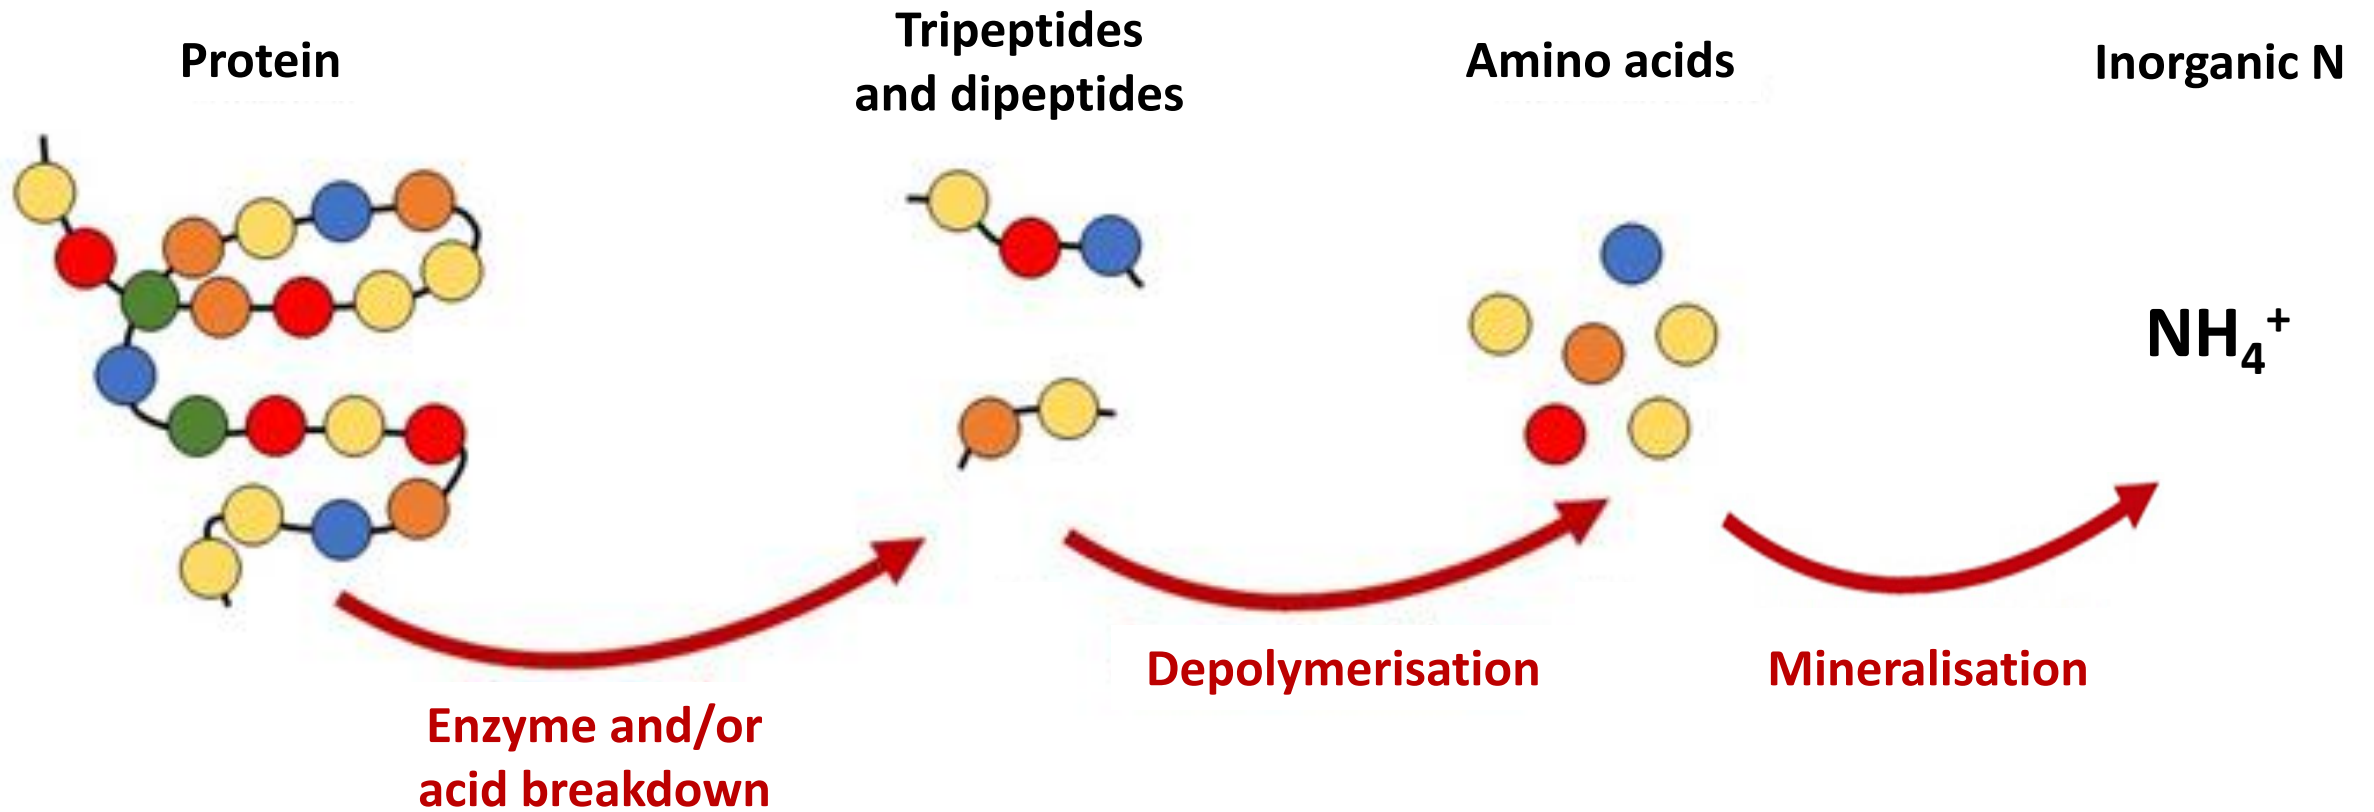 Protein
Tripeptides
and dipeptides
Amino acids
Inorganic N
NH₄⁺
Depolymerisation
Mineralisation
Enzyme and/or
acid breakdown